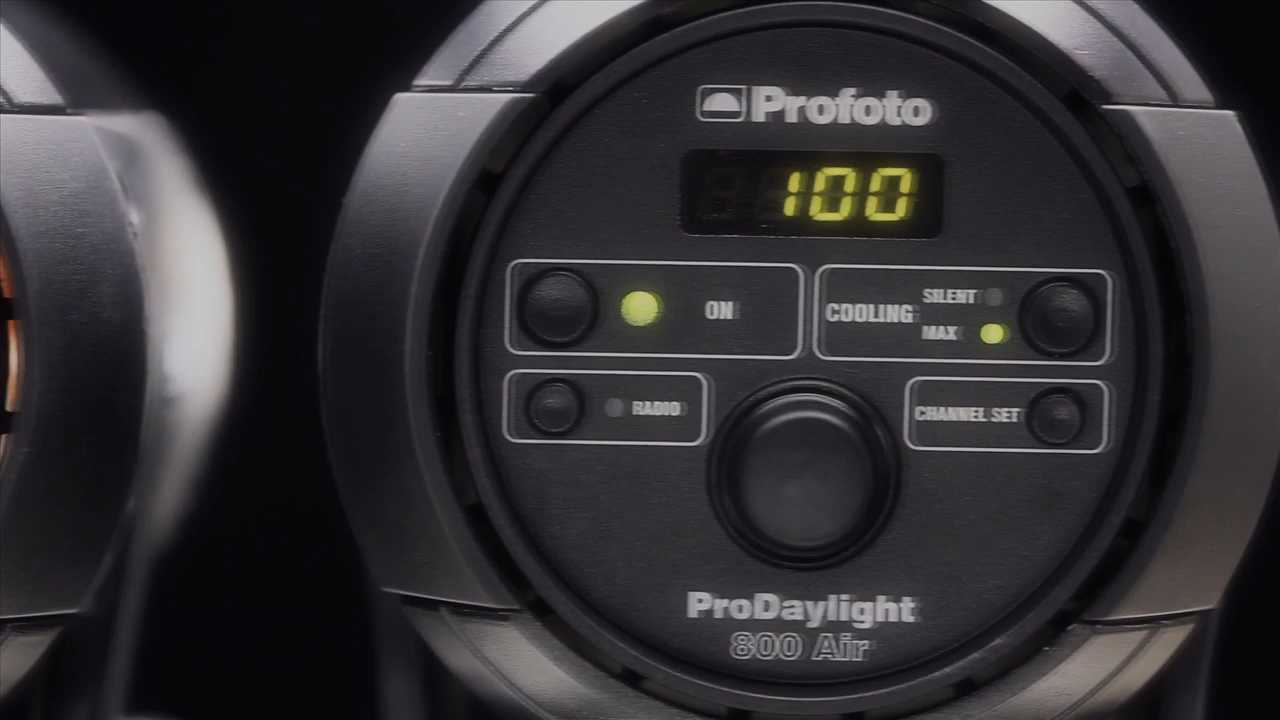 Profoto
100
ON
COOLING
SILENT
MAX
RADIO
CHANNEL SET
ProDaylight
800 Air